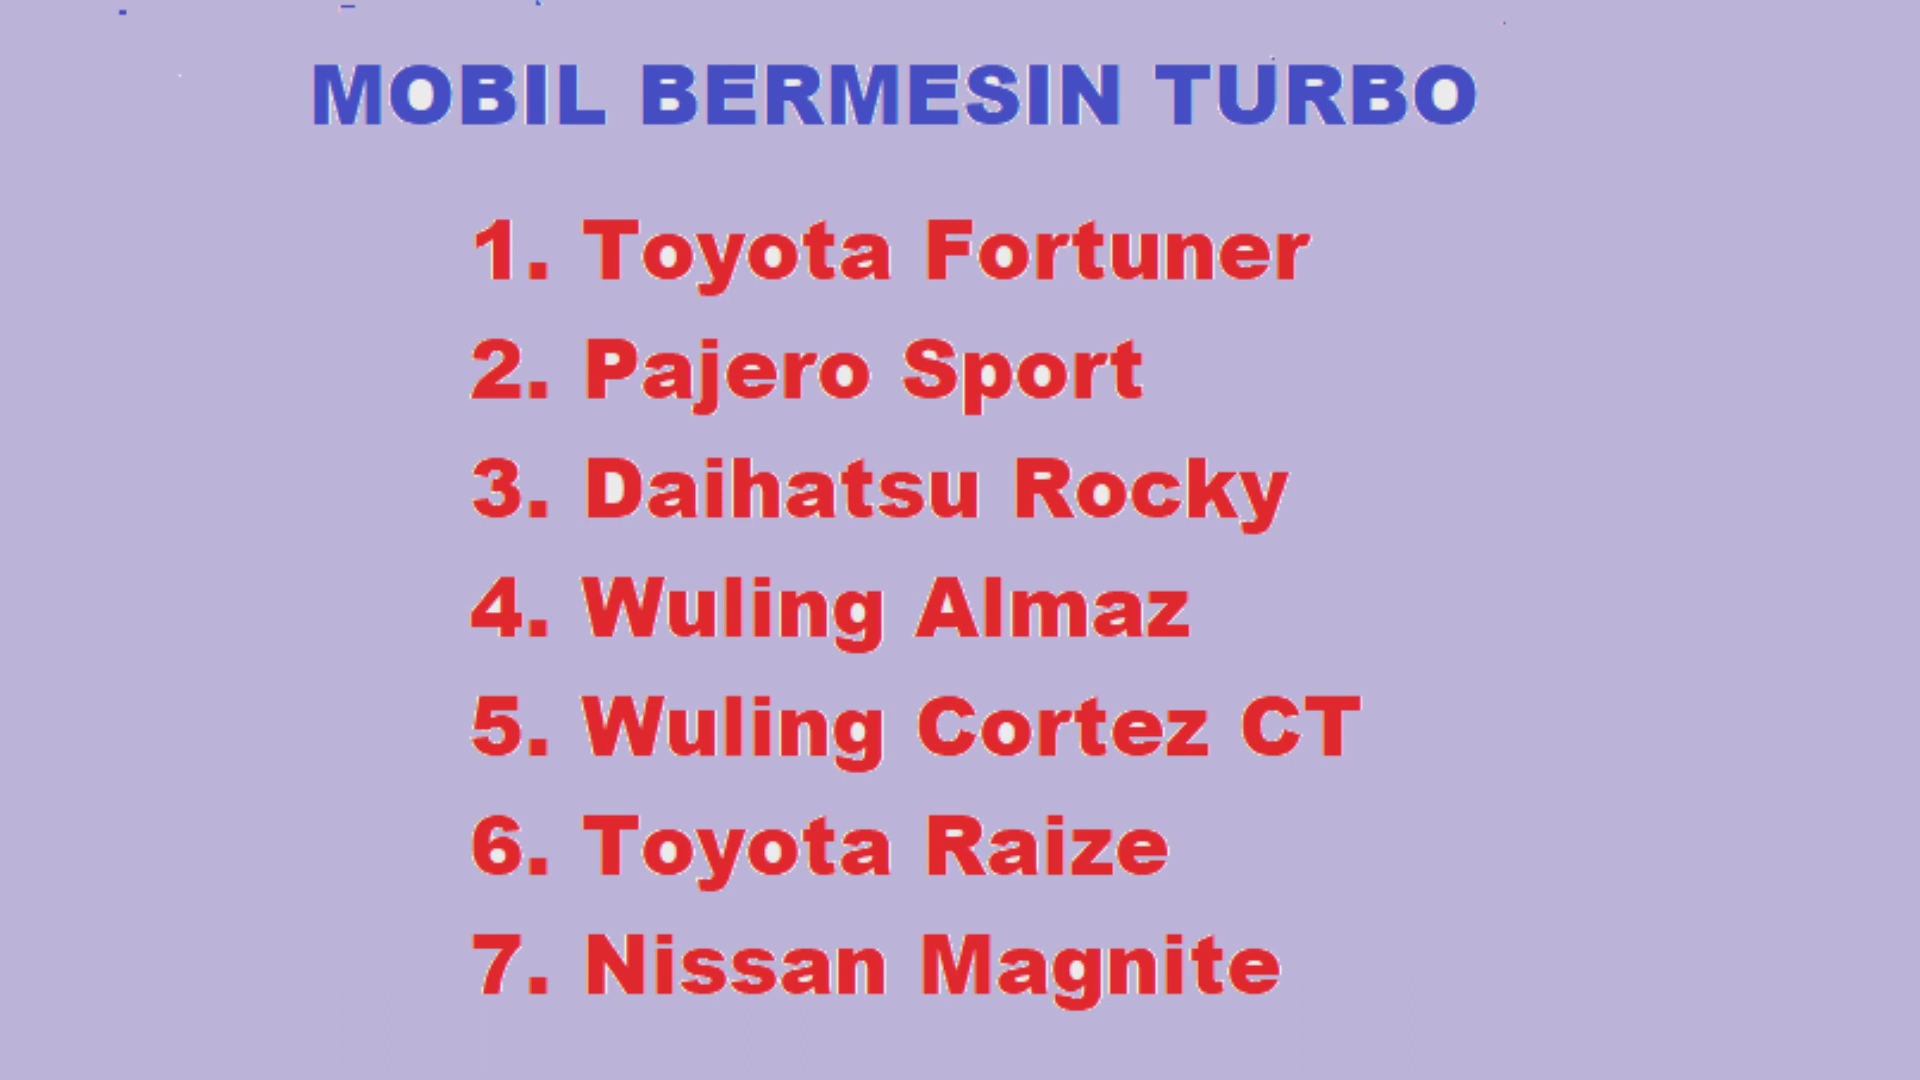 MOBIL BERMESIN TURBO
1. Toyota Fortuner
2. Pajero Sport
3. Daihatsu Rocky
4. Wuling Almaz
5. Wuling Cortez CT
6. Toyota Raize
7. Nissan Magnite